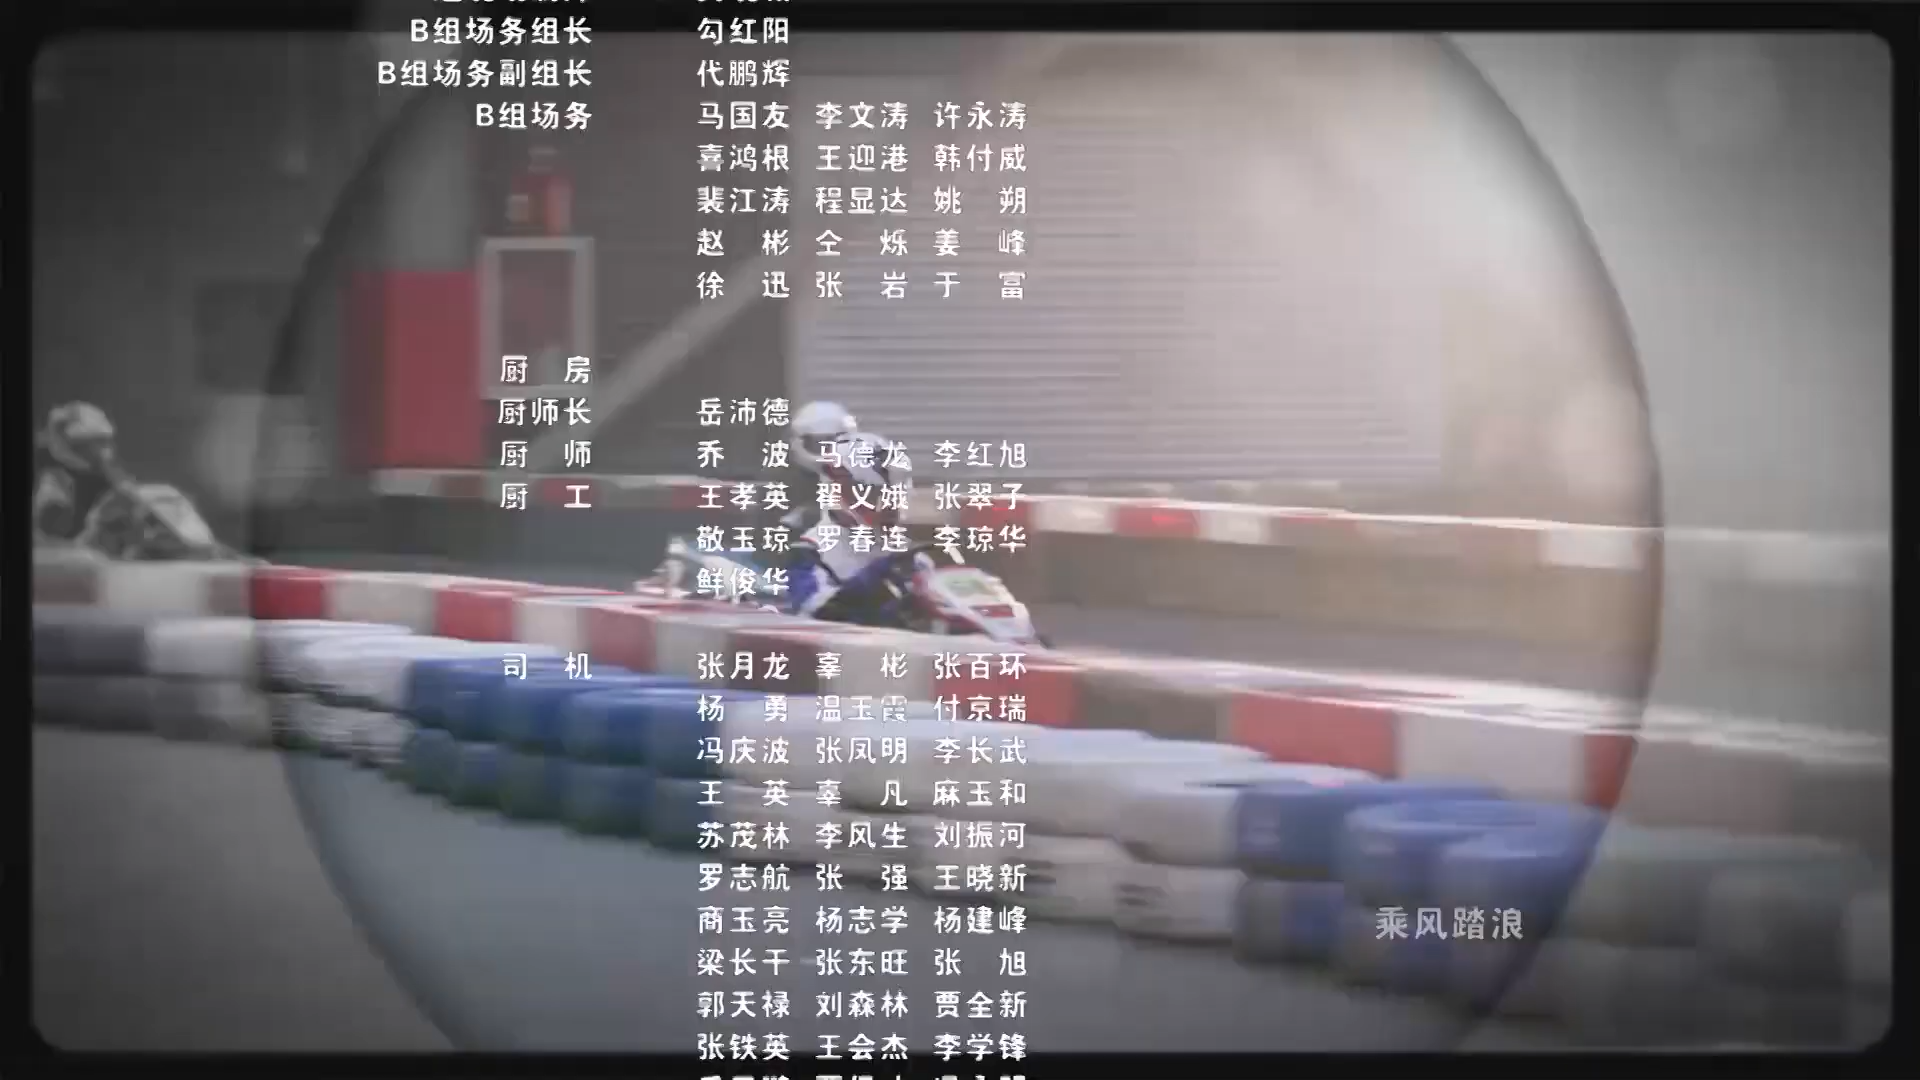 B组场务组长 勾红阳
B组场务副组长 代鹏辉
B组场务 马国友 李文涛 许永涛
喜鸿根 王迎港 韩付威
裴江涛 程显达 姚 朔
赵 彬 仝 烁 姜 峰
徐 迅 张 岩 于 富
厨 房
厨师长 岳沛德
厨 师 乔 波 马德龙 李红旭
厨 工 王孝英 翟义娥 张翠子
敬玉琼 罗春连 李琼华
鲜俊华
司 机 张月龙 辜 彬 张百环
杨 勇 温玉霞 付京瑞
冯庆波 张凤明 李长武
王 英 辜 凡 麻玉和
苏茂林 李风生 刘振河
罗志航 张 强 王晓新
商玉亮 杨志学 杨建峰
梁长干 张东旺 张 旭
乘风踏浪
郭天禄 刘森林 贾全新
张铁英 王会杰 李学锋